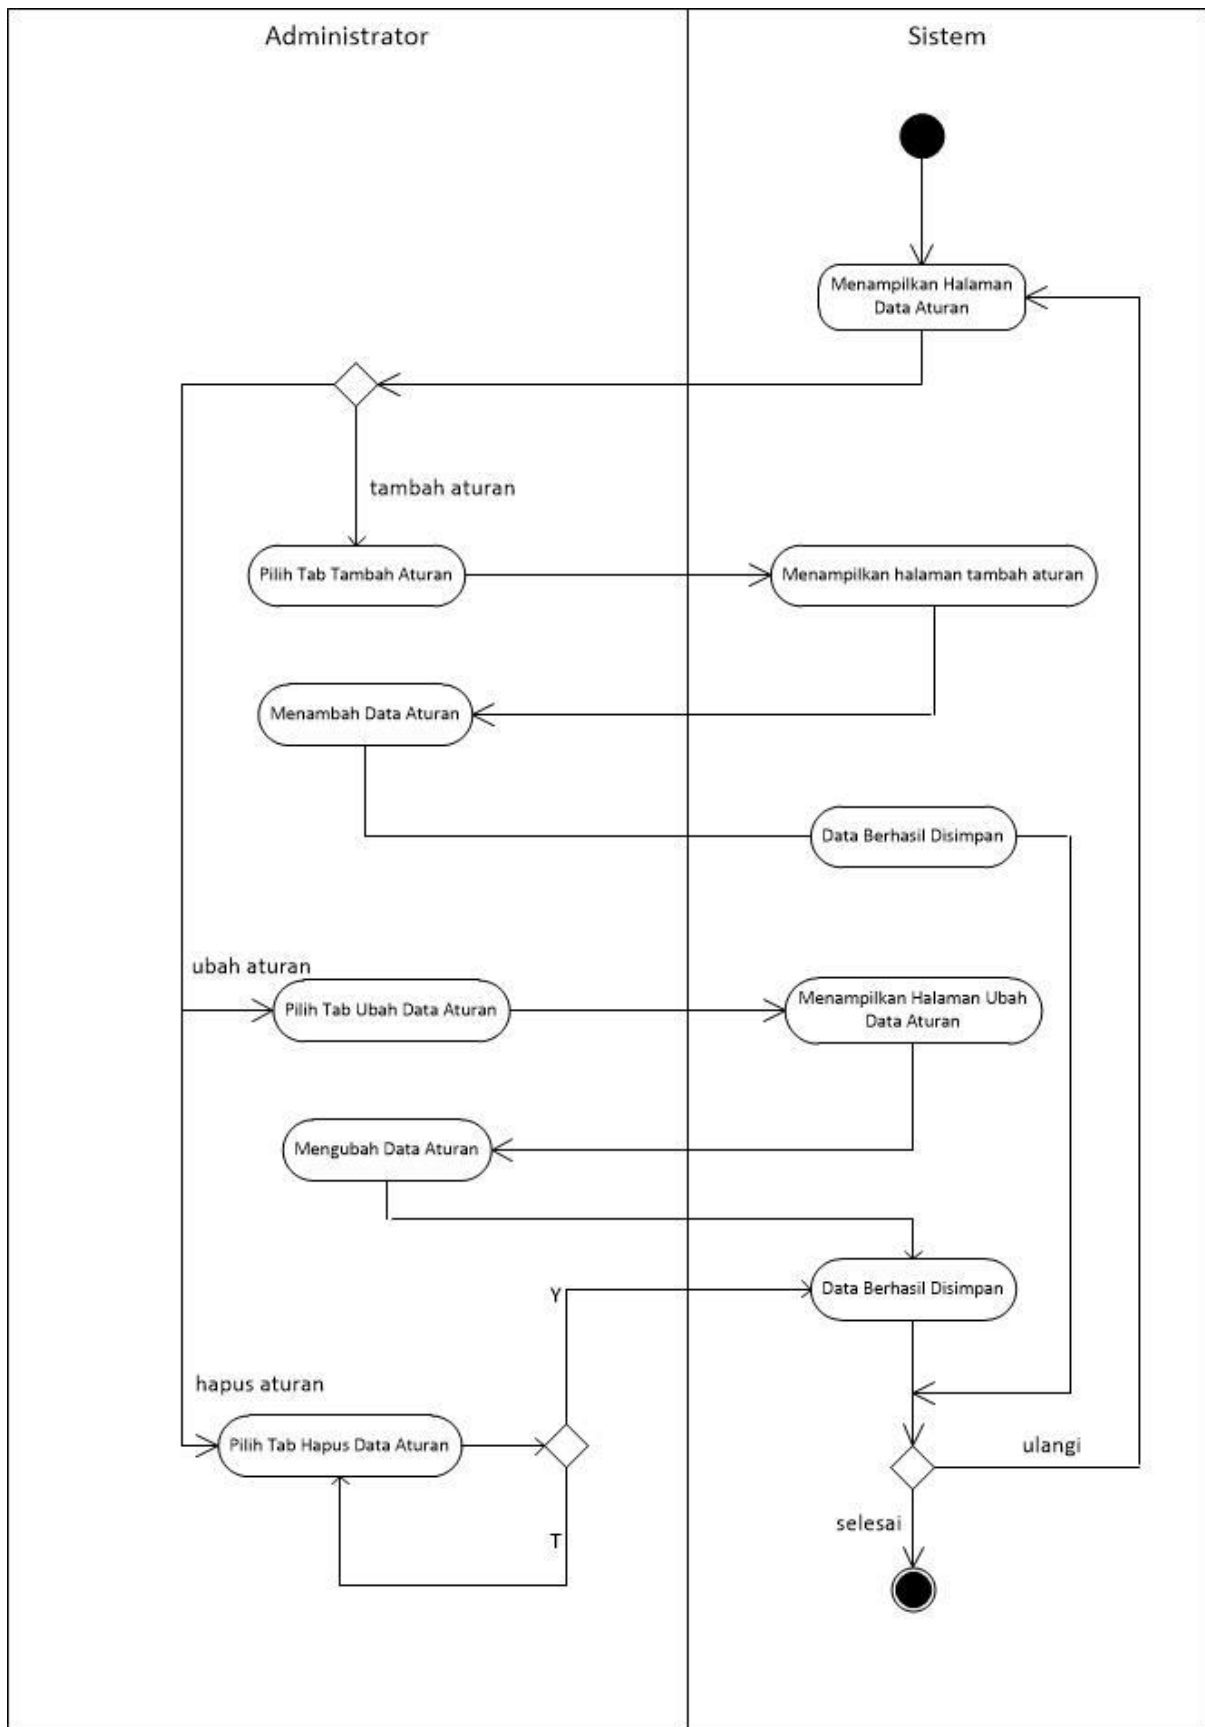 Administrator
Sistem
Menampilkan Halaman
Data Aturan
tambah aturan
Pilih Tab Tambah Aturan
Menampilkan halaman tambah aturan
Menambah Data Aturan
Data Berhasil Disimpan
ubah aturan
Pilih Tab Ubah Data Aturan
Menampilkan Halaman Ubah
Data Aturan
Mengubah Data Aturan
Y
Data Berhasil Disimpan
hapus aturan
Pilih Tab Hapus Data Aturan
ulangi
selesai
T